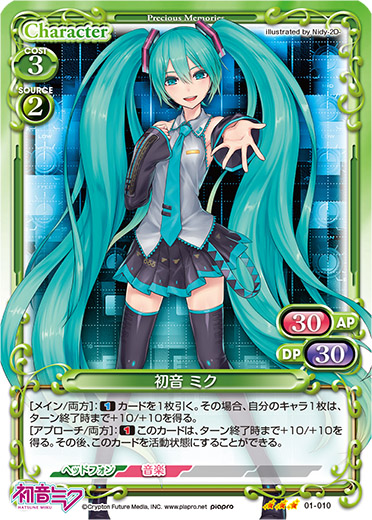 Precious Memories
Character
illustrated by Nidy-2D-
COST
3
SOURCE
2
30 AP
DP 30
初音 ミク
[メイン/両方]:1カードを1枚引く。その場合、自分のキャラ1枚は、
ターン終了時まで+10/+10を得る。
[アプローチ/両方]:1このカードは、ターン終了時まで+10/+10を
得る。その後、このカードを活動状態にすることができる。
ヘッドフォン 音楽
初音ミク
HATSUNE MIKU
©Crypton Future Media, INC. www.piapro.net piapro
01-010